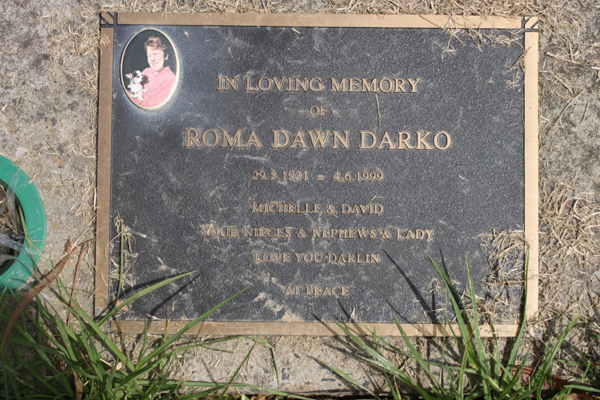 IN LOVING MEMORY
- OF -
ROMA DAWN DARKO
29.3.1931 - 4.6.1999
MICHELLE & DAVID
YOUR NIECES & NEPHEWS & LADY
LOVE YOU DARLIN
AT PEACE